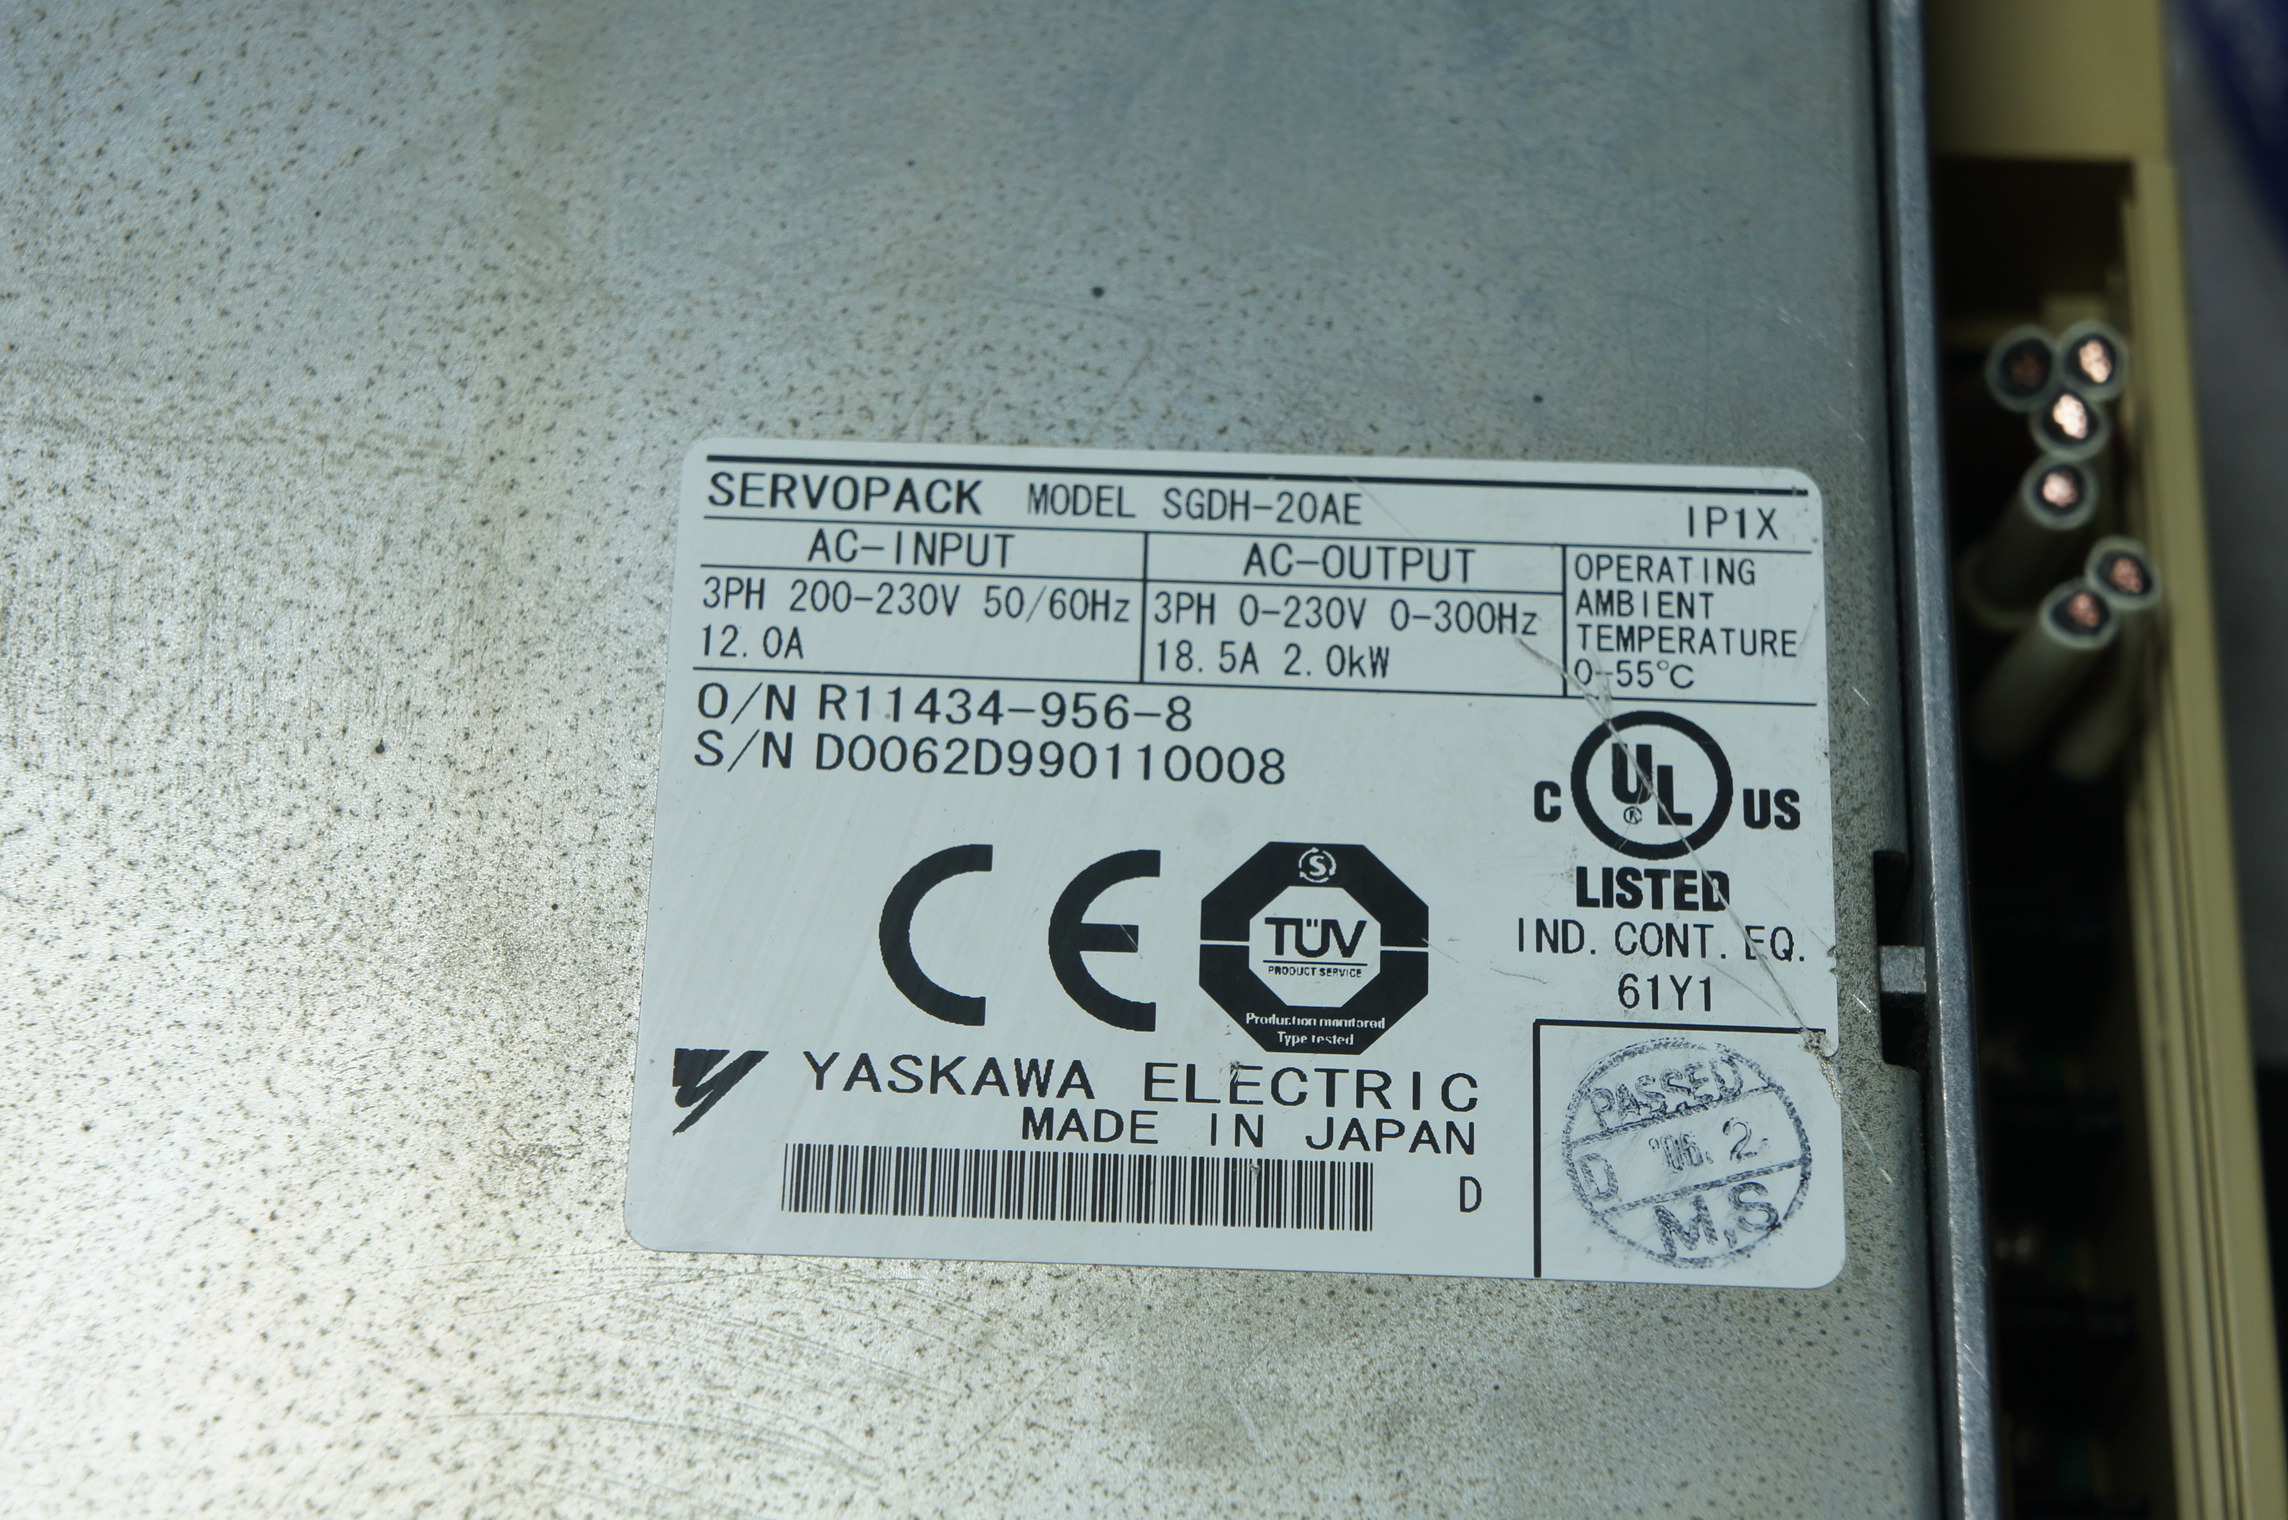 SERVOPACK MODEL SGDH-20AE IP1X
AC-INPUT
3PH 200-230V 50/60Hz
12.0A
AC-OUTPUT
3PH 0-230V 0-300Hz
18.5A 2.0kW
OPERATING
AMBIENT
TEMPERATURE
0-55°C
O/N R11434-956-8
S/N D0062D990110008
C UL ® US
LISTED
IND. CONT. EQ.
61Y1
CE
S
TÜV
PRODUCT SERVICE
Production monitored
Type tested
YASKAWA ELECTRIC
MADE IN JAPAN
D
PASSED
D '06. 2
M.S